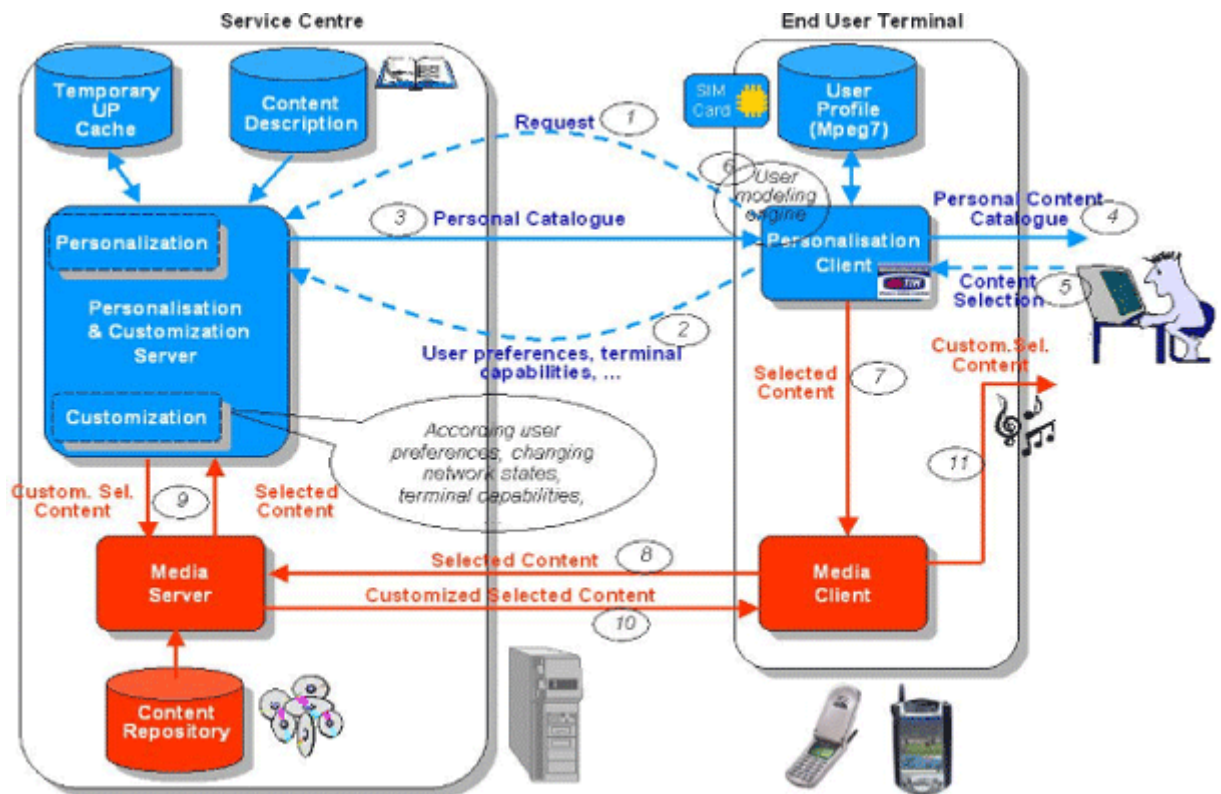 Service Centre
End User Terminal
Temporary
UP
Cache
Content
Description
SIM
Card
User
Profile
(Mpeg7)
Request
1
6
User
modeling
engine
Personalization
3
Personal Catalogue
Personalisation
Client
TIM
Personal Content
Catalogue
4
Content
Selection
5
Personalisation
& Customization
Server
2
User preferences, terminal
capabilities, ...
Selected
Content
7
Custom.Sel.
Content
Customization
According user
preferences, changing
network states,
terminal capabilities,
...
11
Custom. Sel.
Content
9
Selected
Content
Media
Server
Selected Content
8
Customized Selected Content
10
Media
Client
Content
Repository